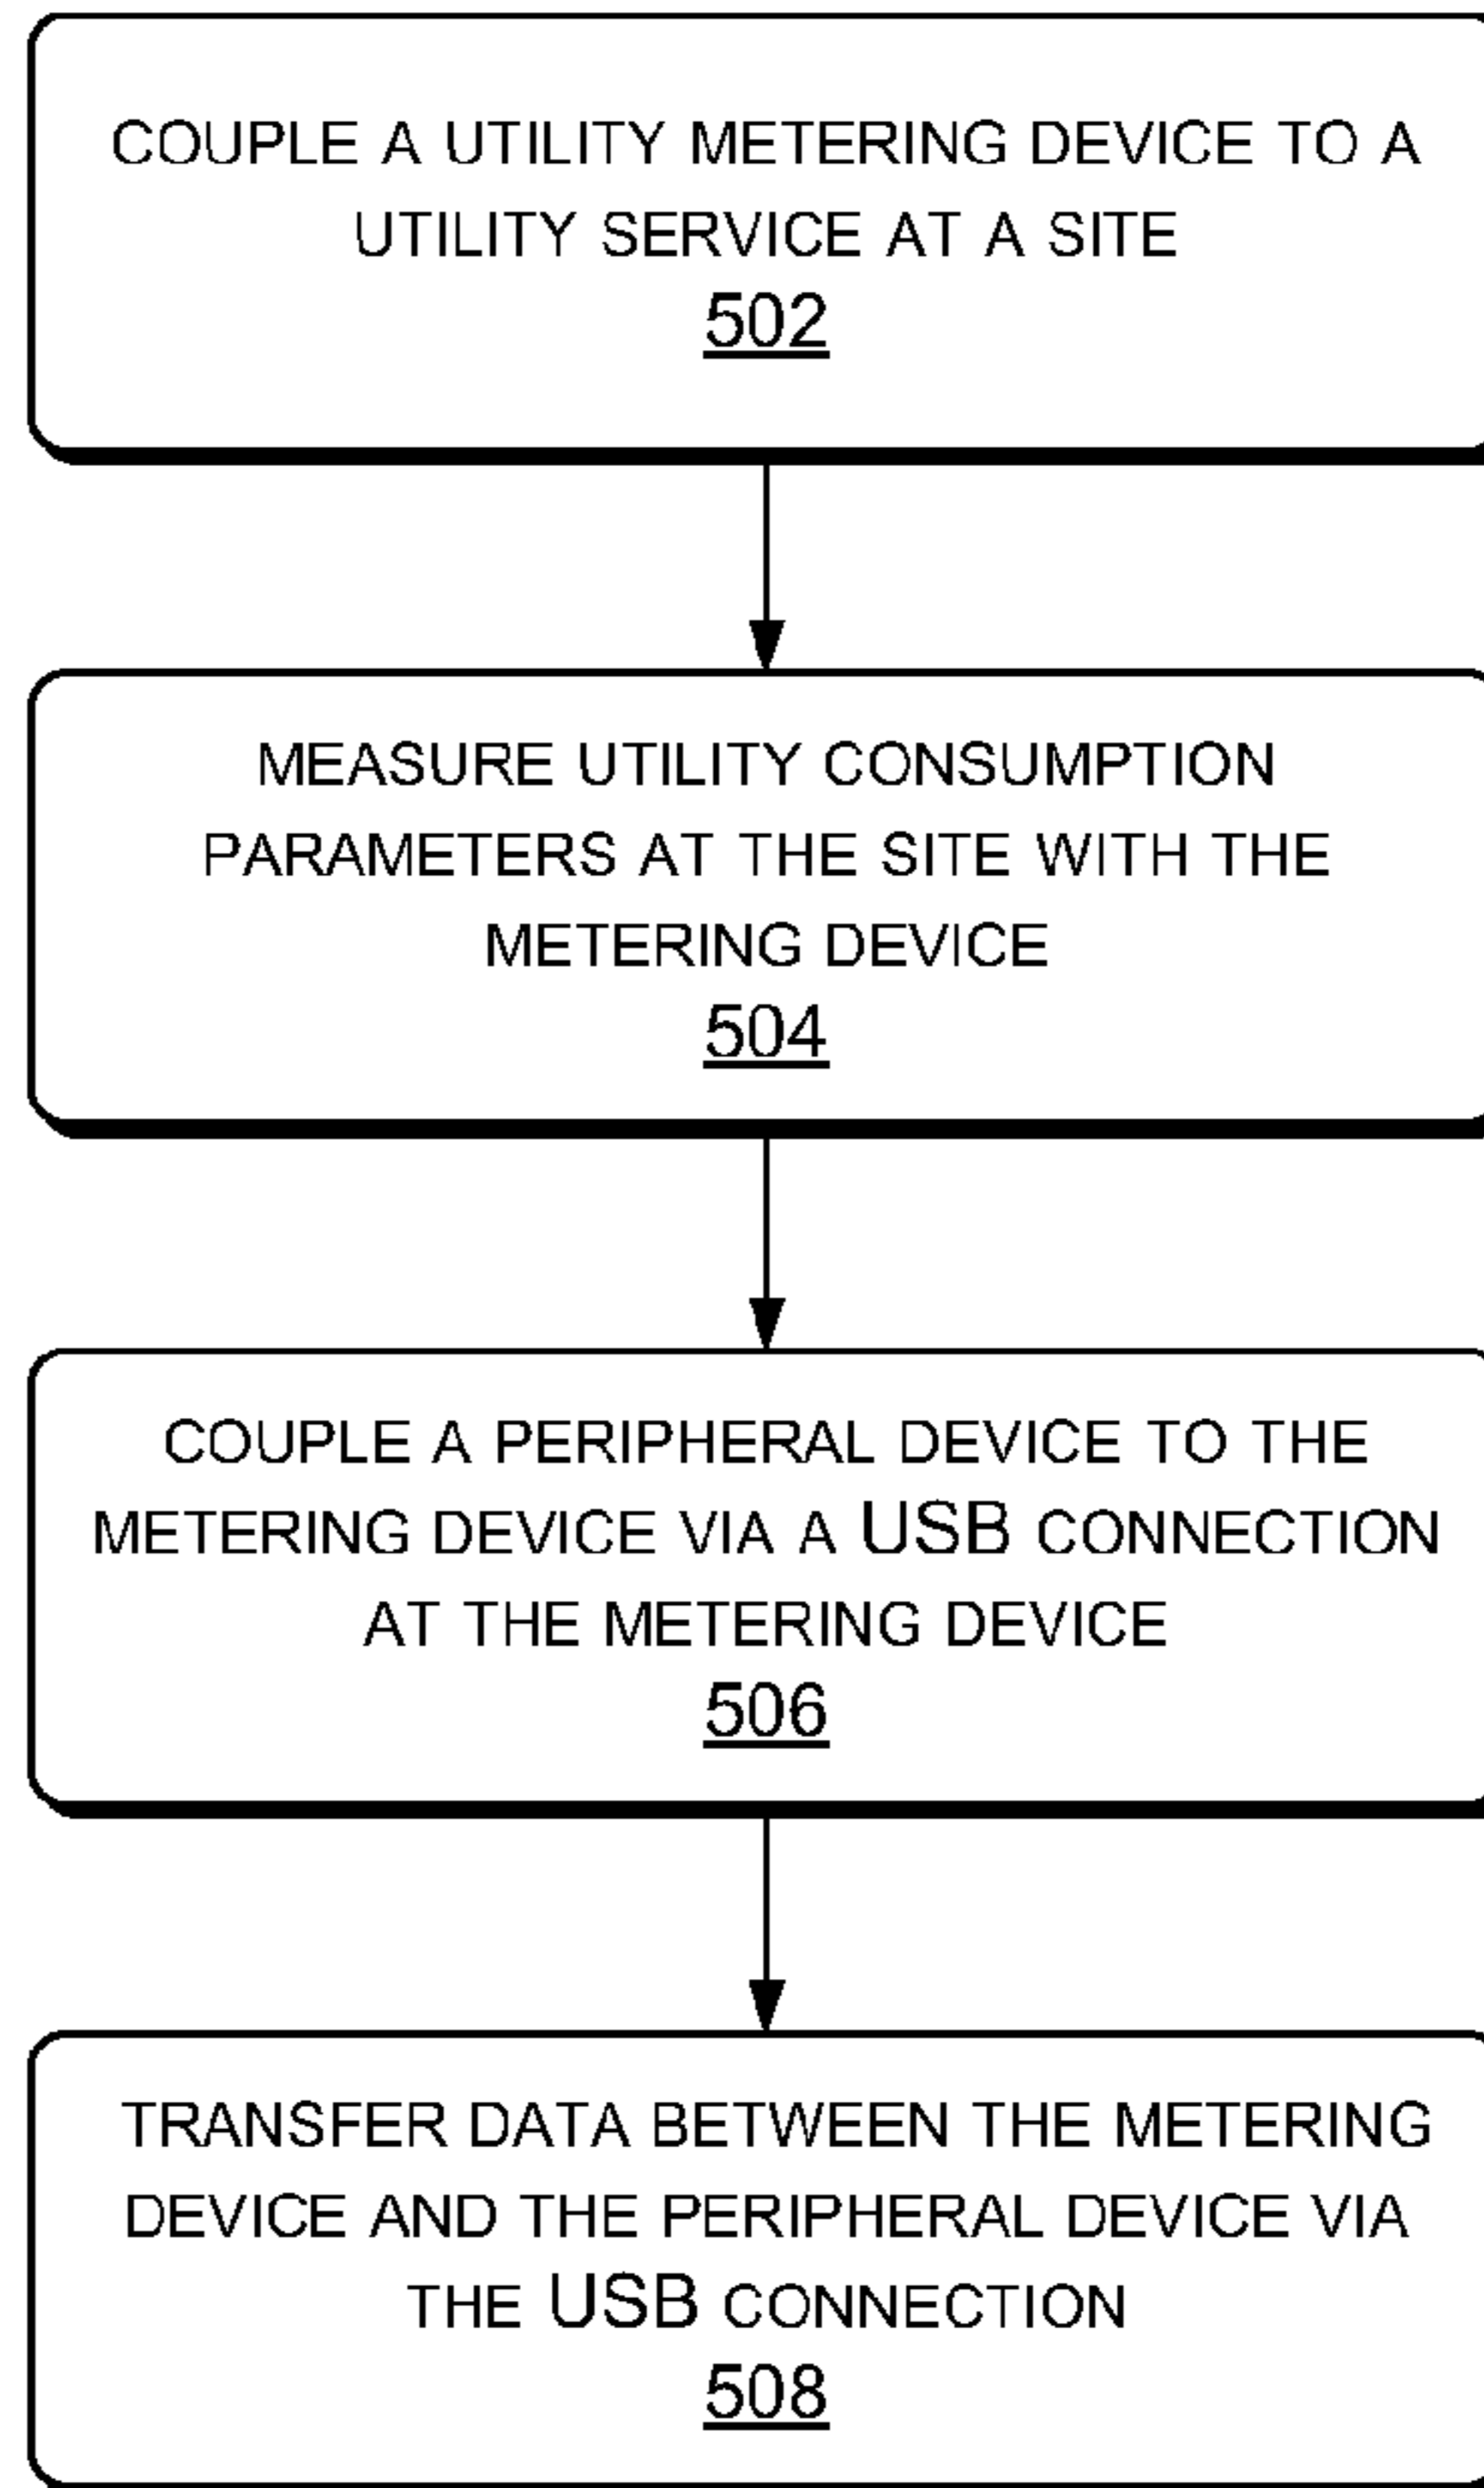 COUPLE A UTILITY METERING DEVICE TO A
UTILITY SERVICE AT A SITE
502
MEASURE UTILITY CONSUMPTION
PARAMETERS AT THE SITE WITH THE
METERING DEVICE
504
COUPLE A PERIPHERAL DEVICE TO THE
METERING DEVICE VIA A USB CONNECTION
AT THE METERING DEVICE
506
TRANSFER DATA BETWEEN THE METERING
DEVICE AND THE PERIPHERAL DEVICE VIA
THE USB CONNECTION
508